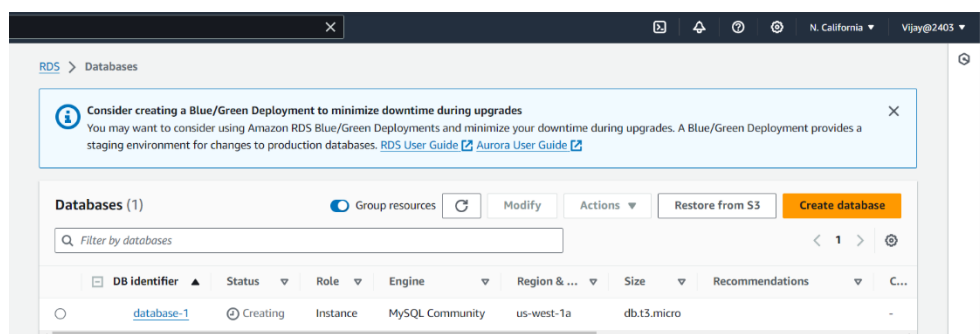 N. California ▼ Vijay@2403 ▼
RDS > Databases
Consider creating a Blue/Green Deployment to minimize downtime during upgrades
You may want to consider using Amazon RDS Blue/Green Deployments and minimize your downtime during upgrades. A Blue/Green Deployment provides a
staging environment for changes to production databases. RDS User Guide Aurora User Guide
Databases (1) Group resources Modify Actions ▼ Restore from S3 Create database
Filter by databases < 1 >
DB identifier ▲ Status Role Engine Region & ... Size Recommendations C...
database-1 Creating Instance MySQL Community us-west-1a db.t3.micro -